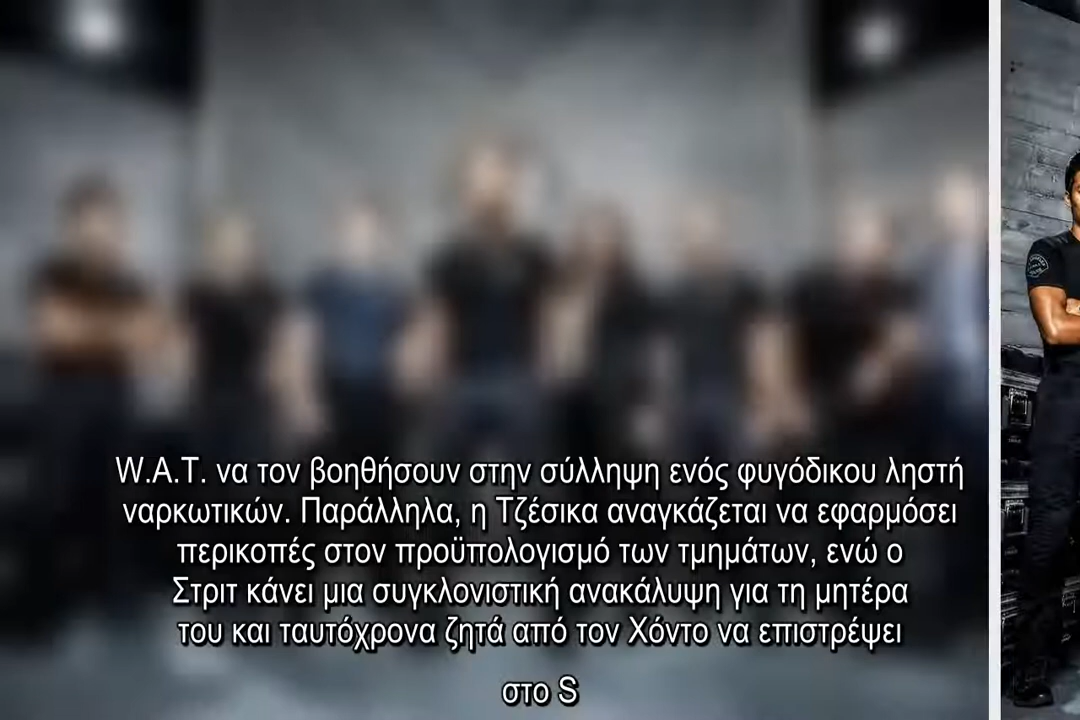 W.A.T. να τον βοηθήσουν στην σύλληψη ενός φυγόδικου ληστή
ναρκωτικών. Παράλληλα, η Τζέσικα αναγκάζεται να εφαρμόσει
περικοπές στον προϋπολογισμό των τμημάτων, ενώ ο
Στριτ κάνει μια συγκλονιστική ανακάλυψη για τη μητέρα
του και ταυτόχρονα ζητά από τον Χόντο να επιστρέψει
στο S